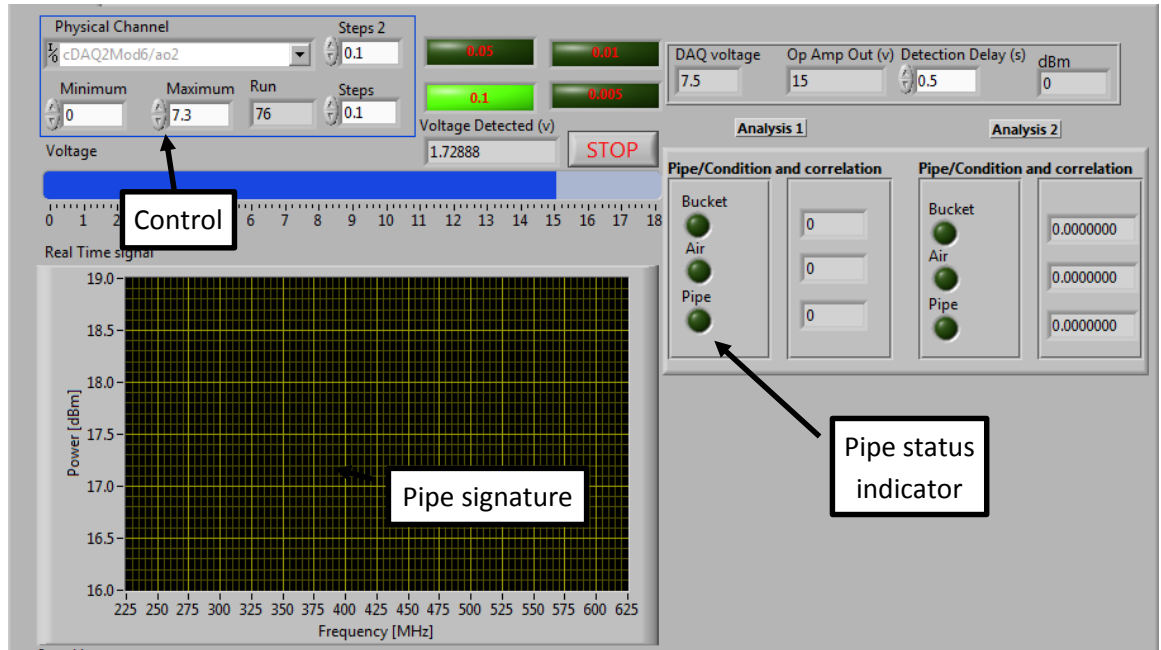 Physical Channel
Steps 2
I/O cDAQ2Mod6/ao2
0.1
Minimum
Maximum
Run
Steps
0
7.3
76
0.1
0.05
0.01
0.1
0.005
Voltage Detected (v)
1.72888
STOP
DAQ voltage
Op Amp Out (v)
Detection Delay (s)
dBm
7.5
15
0.5
0
Voltage
0 1 2 6 7 8 9 10 11 12 13 14 15 16 17 18
Control
Analysis 1
Analysis 2
Pipe/Condition and correlation
Pipe/Condition and correlation
Bucket
0
Air
0
Pipe
0
Bucket
0.0000000
Air
0.0000000
Pipe
0.0000000
Pipe status
indicator
Real Time signal
Power [dBm]
19.0
18.5
18.0
17.5
17.0
16.5
16.0
Pipe signature
225 250 275 300 325 350 375 400 425 450 475 500 525 550 575 600 625
Frequency [MHz]